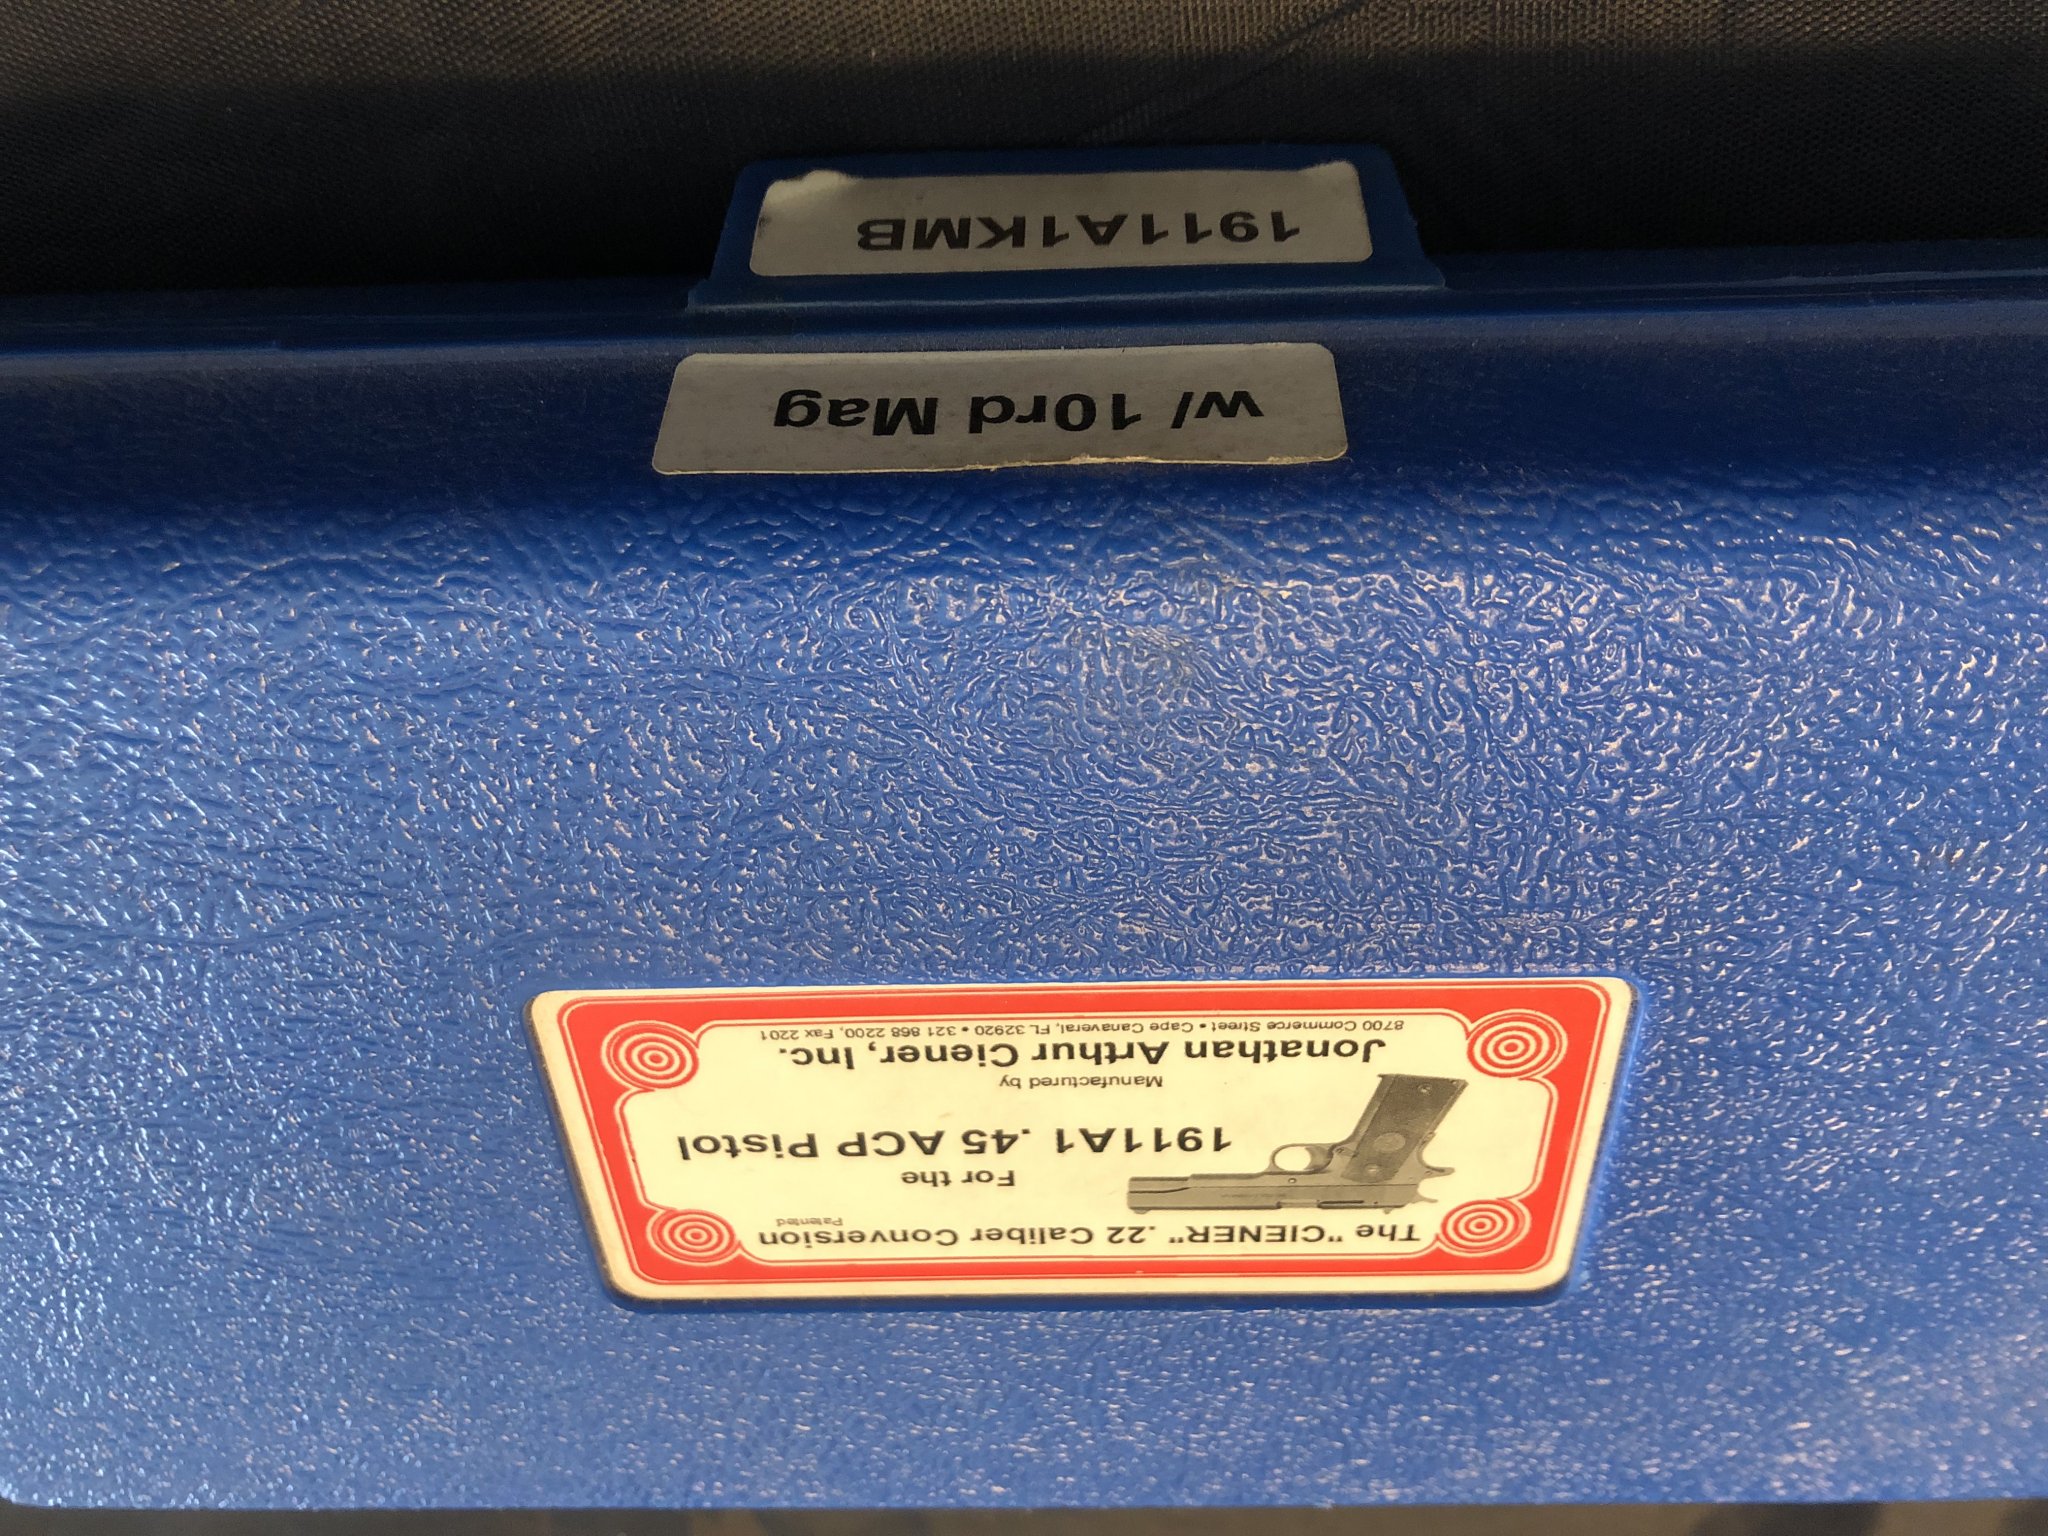 The "CIENER" .22 Caliber Conversion
Patented
For the
1911A1 .45 ACP Pistol
Manufactured by
Jonathan Arthur Ciener, Inc.
8700 Commerce Street • Cape Canaveral, FL 32920 • 321 868 2200, Fax 2201
w/ 10rd Mag
1911A1KMB